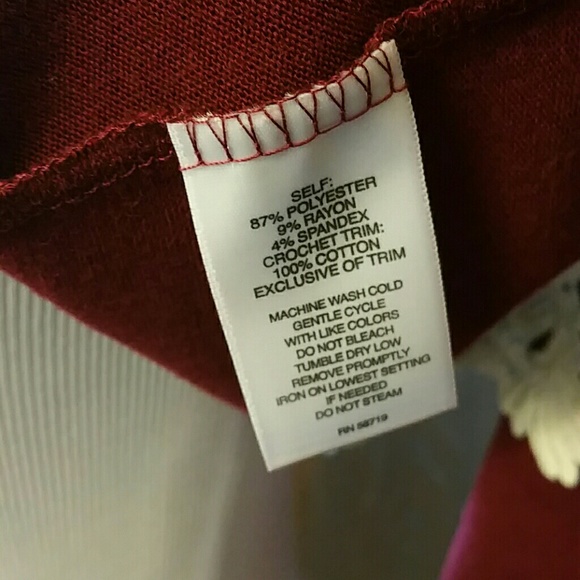 SELF:
87% POLYESTER
9% RAYON
4% SPANDEX
CROCHET TRIM:
100% COTTON
EXCLUSIVE OF TRIM
MACHINE WASH COLD
GENTLE CYCLE
WITH LIKE COLORS
DO NOT BLEACH
TUMBLE DRY LOW
REMOVE PROMPTLY
IRON ON LOWEST SETTING
IF NEEDED
DO NOT STEAM
RN 58719